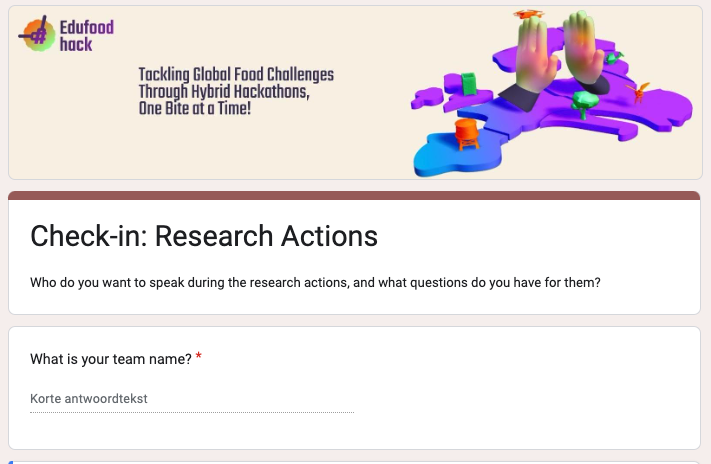 Edufood
hack
Tackling Global Food Challenges
Through Hybrid Hackathons,
One Bite at a Time!
Check-in: Research Actions
Who do you want to speak during the research actions, and what questions do you have for them?
What is your team name? *
Korte antwoordtekst